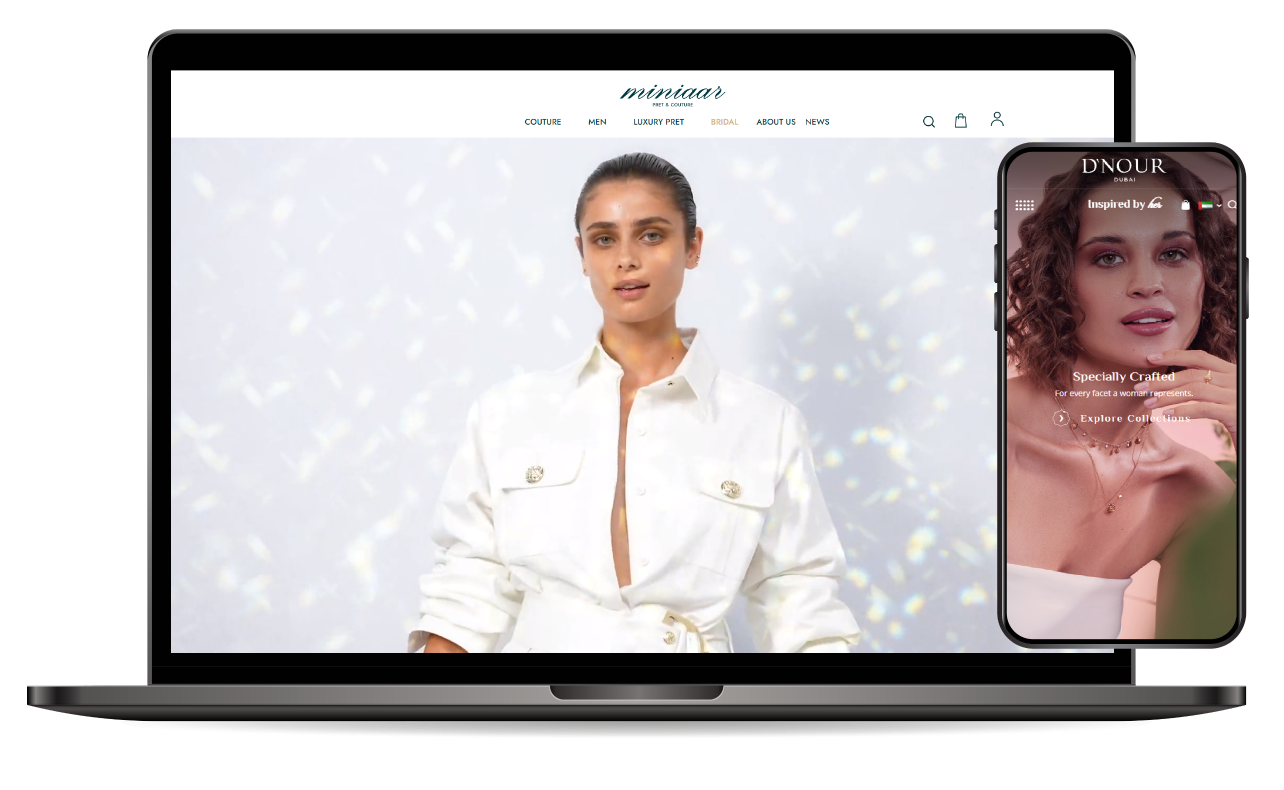 miniaar
PRET & COUTURE
COUTURE MEN LUXURY PRET BRIDAL ABOUT US NEWS
D'NOUR
DUBAI
Inspired by her
Specially Crafted
For every facet a woman represents.
Explore Collections